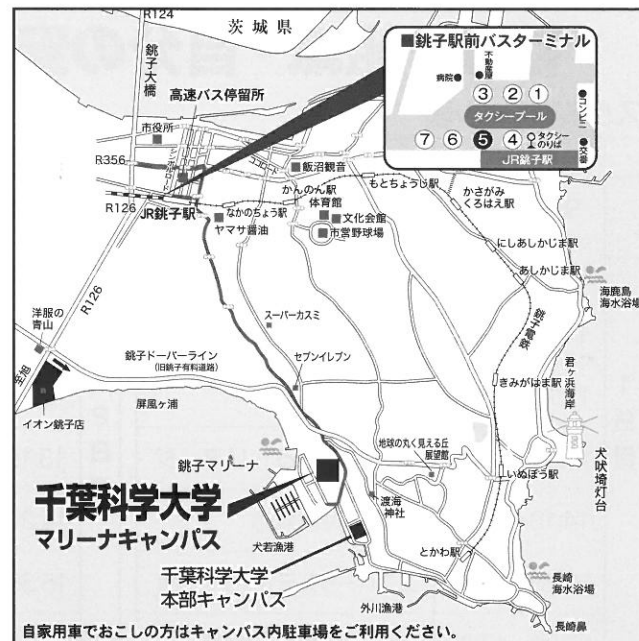 R124
茨城県
銚子大橋
高速バス停留所
市役所
R356
シンボルロード
ココロード
R126
JR銚子駅
■銚子駅前バスターミナル
病院
不動産屋
③ ② ①
タクシープール
⑦ ⑥ ❺ ④
タクシーのりば
コンビニ
交番
JR銚子駅
飯沼観音
かんのん駅
もとちょうし駅
かさがみ
くろはえ駅
なかのちょう駅
ヤマサ醤油
体育館
文化会館
市営野球場
にしあしかじま駅
あしかじま駅
海鹿島
海水浴場
洋服の
青山
R126
至旭
イオン銚子店
スーパーカスミ
銚子電鉄
銚子ドーバーライン
(旧銚子有料道路)
セブンイレブン
きみがはま駅
君ヶ浜海岸
屏風ヶ浦
地球の丸く見える丘
展望館
いぬぼう駅
犬吠埼灯台
銚子マリーナ
千葉科学大学
マリーナキャンパス
渡海
神社
犬若漁港
とかわ駅
千葉科学大学
本部キャンパス
長崎
海水浴場
外川漁港
長崎鼻
自家用車でおこしの方はキャンパス内駐車場をご利用ください。